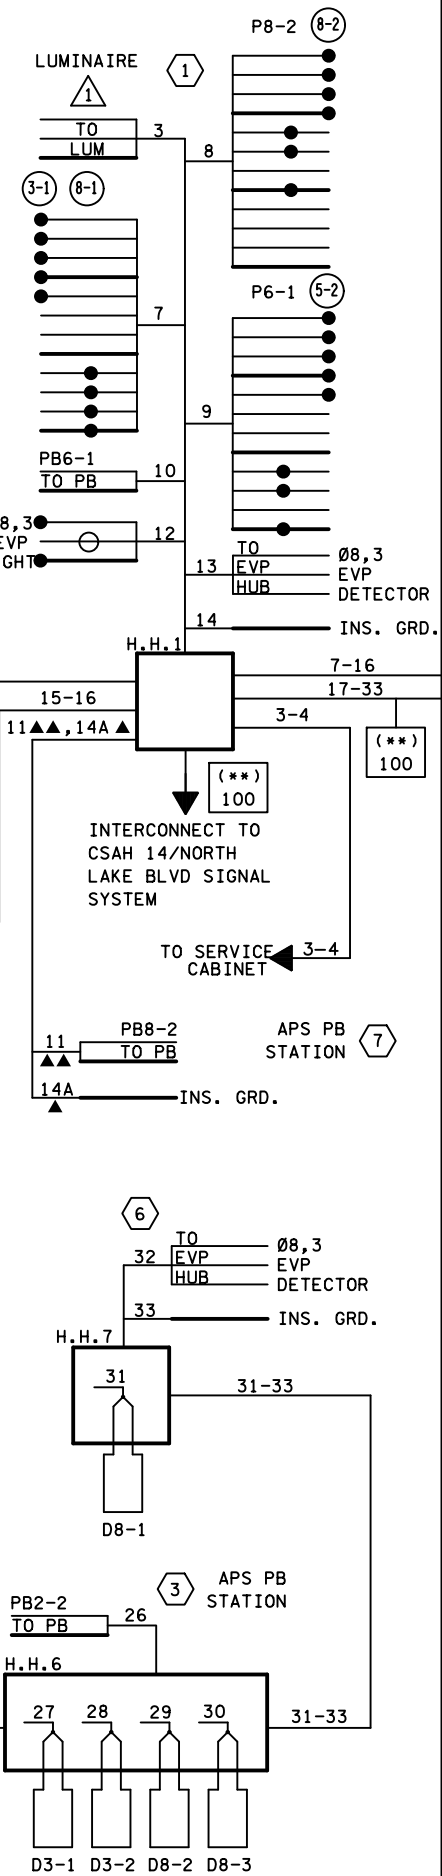 P8-2 8-2
LUMINAIRE 1
1
TO 3
LUM
8
3-1 8-1
P6-1 5-2
7
9
PB6-1
TO PB 10
Ø8,3
EVP 12
TO Ø8,3
13 EVP EVP
HUB DETECTOR
14 INS. GRD.
H.H.1
7-16
15-16 17-33
11▲▲,14A▲ 3-4
(**)
100
(**)
100
INTERCONNECT TO
CSAH 14/NORTH
LAKE BLVD SIGNAL
SYSTEM
TO SERVICE 3-4
CABINET
PB8-2 APS PB 7
11 TO PB STATION
▲▲
14A INS. GRD.
▲
6
TO Ø8,3
32 EVP EVP
HUB DETECTOR
33 INS. GRD.
H.H.7
31 31-33
D8-1
3 APS PB
STATION
PB2-2
TO PB 26
H.H.6
27 28 29 30 31-33
D3-1 D3-2 D8-2 D8-3